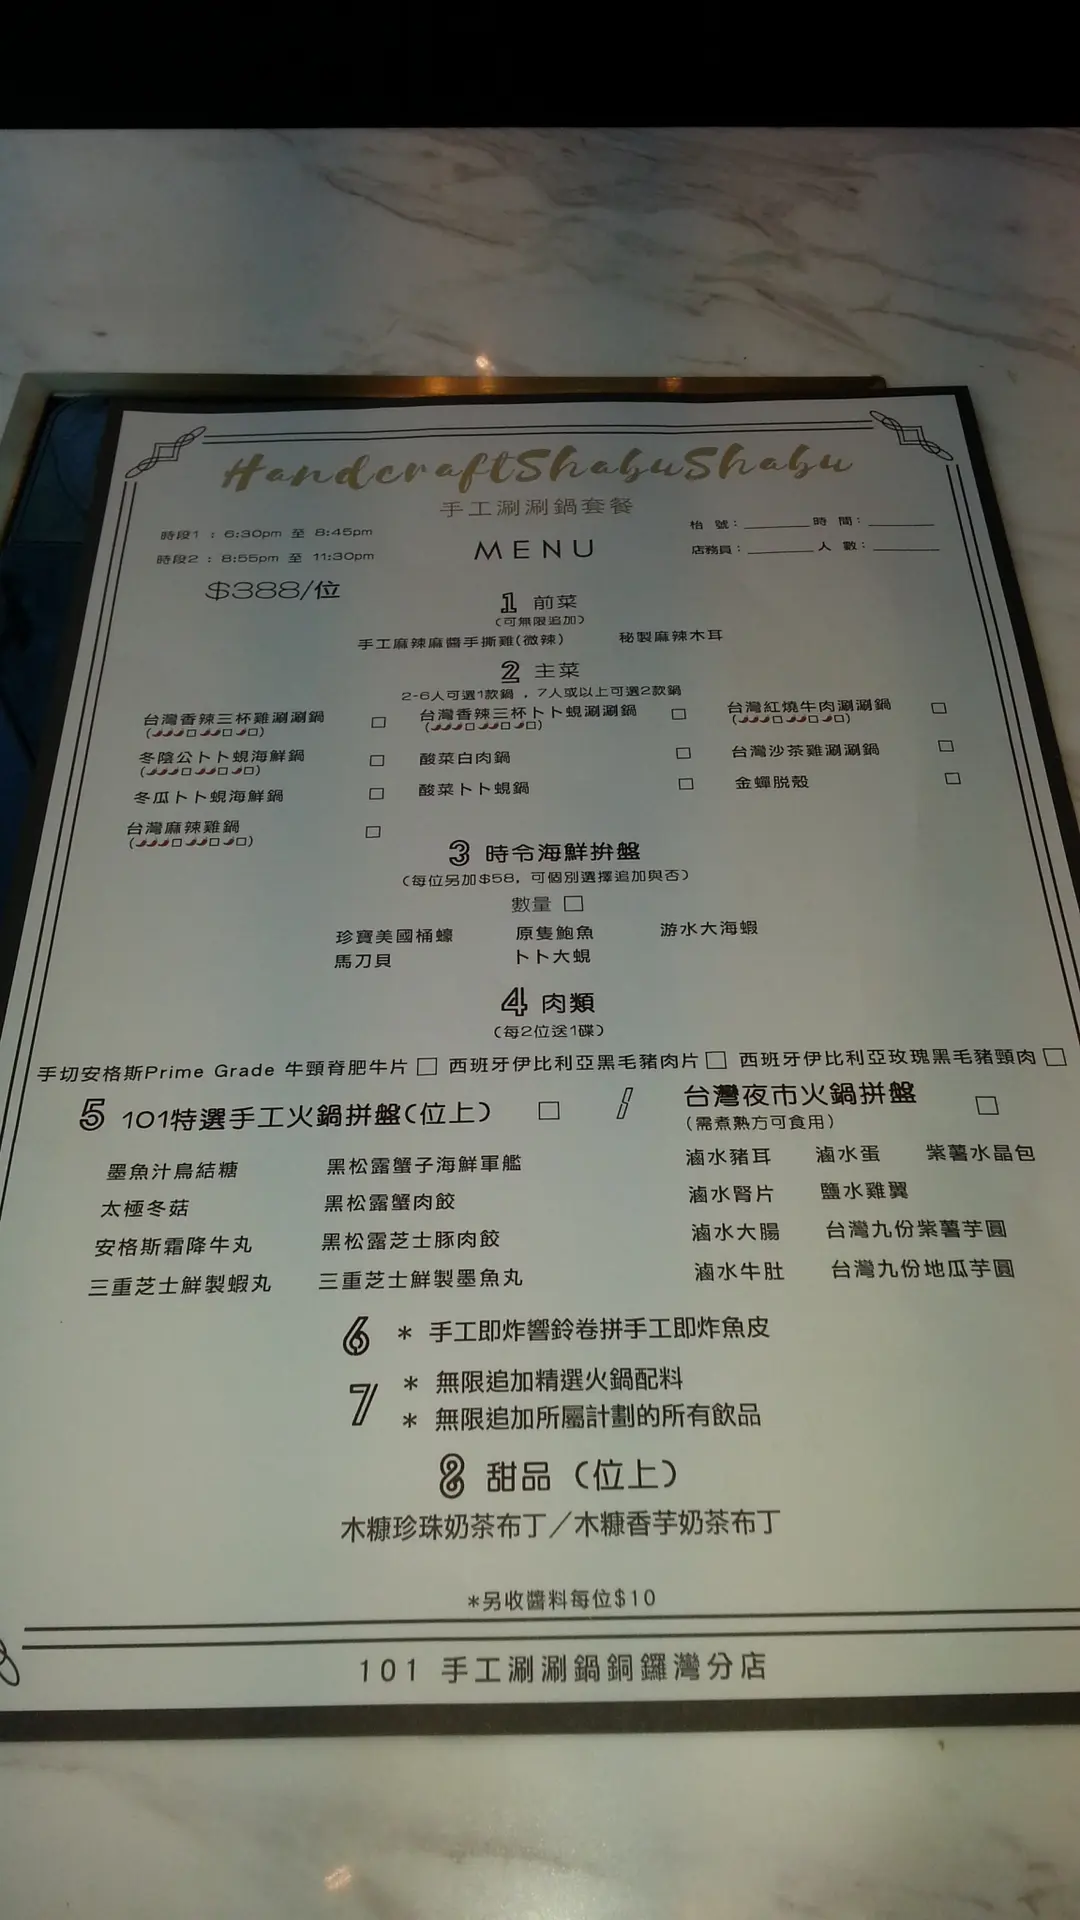 HandcraftShabuShabu
手工涮涮鍋套餐
時段1 : 6:30pm 至 8:45pm
時段2 : 8:55pm 至 11:30pm
枱 號: 時 間:
店務員: 人 數:
MENU
$388/位
1 前菜
(可無限追加)
手工麻辣麻醬手撕雞(微辣) 秘製麻辣木耳
2 主菜
2-6人可選1款鍋 , 7人或以上可選2款鍋
台灣香辣三杯雞涮涮鍋 台灣香辣三杯卜卜蜆涮涮鍋 台灣紅燒牛肉涮涮鍋
冬陰公卜卜蜆海鮮鍋 酸菜白肉鍋 台灣沙茶雞涮涮鍋
冬瓜卜卜蜆海鮮鍋 酸菜卜卜蜆鍋 金蟬脱殼
台灣麻辣雞鍋
3 時令海鮮拚盤
(每位另加$58, 可個別選擇追加與否)
數量
珍寶美國桶蠔 原隻鮑魚 游水大海蝦
馬刀貝 卜卜大蜆
4 肉類
(每2位送1碟)
手切安格斯Prime Grade 牛頸脊肥牛片 西班牙伊比利亞黑毛豬肉片 西班牙伊比利亞玫瑰黑毛豬頸肉
5 101特選手工火鍋拼盤(位上) / 台灣夜市火鍋拼盤
(需煮熟方可食用)
墨魚汁鳥結糖 黑松露蟹子海鮮軍艦 滷水豬耳 滷水蛋 紫薯水晶包
太極冬菇 黑松露蟹肉餃 滷水腎片 鹽水雞翼
安格斯霜降牛丸 黑松露芝士豚肉餃 滷水大腸 台灣九份紫薯芋圓
三重芝士鮮製蝦丸 三重芝士鮮製墨魚丸 滷水牛肚 台灣九份地瓜芋圓
6 * 手工即炸響鈴卷拼手工即炸魚皮
7 * 無限追加精選火鍋配料
* 無限追加所屬計劃的所有飲品
8 甜品 (位上)
木糠珍珠奶茶布丁/木糠香芋奶茶布丁
*另收醬料每位$10
101 手工涮涮鍋銅鑼灣分店